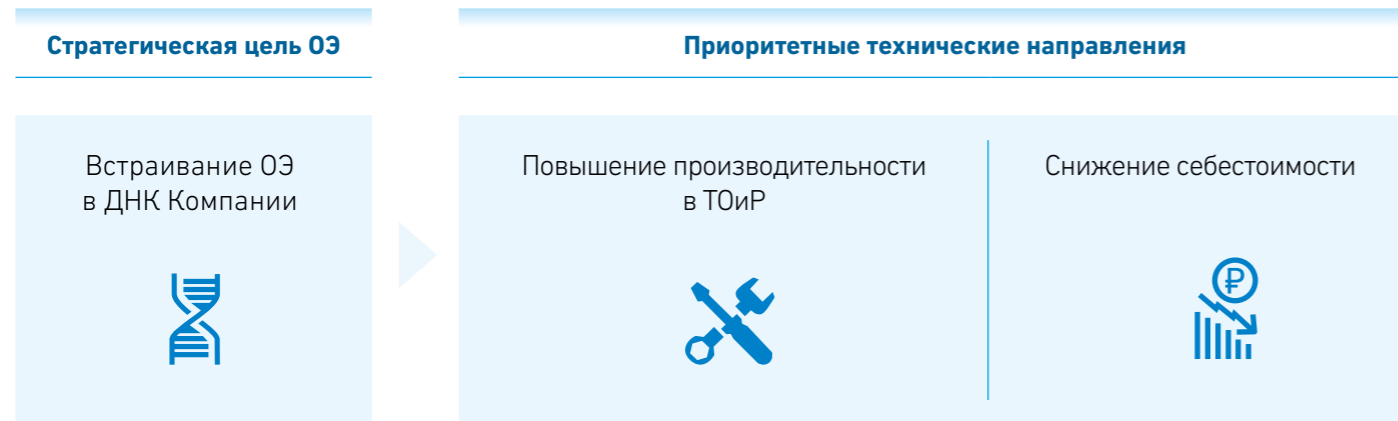 Стратегическая цель ОЭ
Приоритетные технические направления
Встраивание ОЭ
в ДНК Компании
Повышение производительности
в ТОиР
Снижение себестоимости
₽